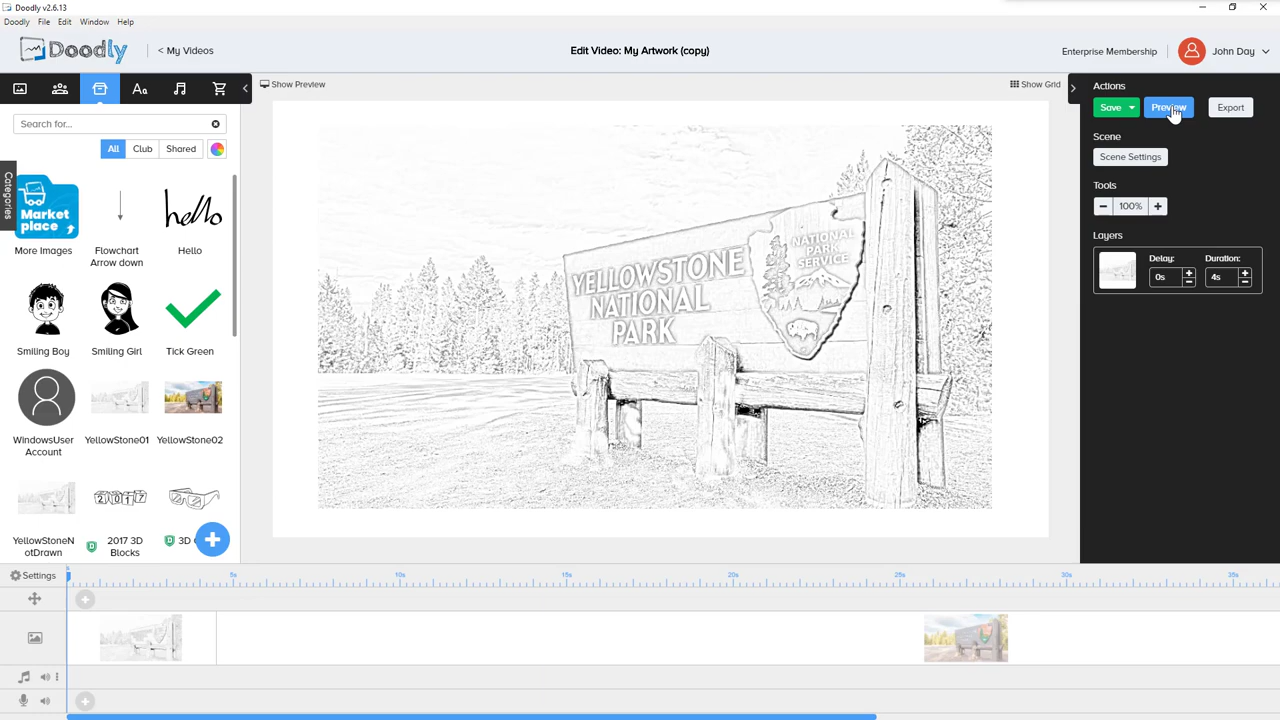 Doodly v2.6.13
Doodly File Edit Window Help
Doodly < My Videos Edit Video: My Artwork (copy) Enterprise Membership John Day
Show Preview Show Grid
Actions
Save Preview Export
Search for...
All Club Shared
Scene
Scene Settings
Categories
Market
place
Tools
100%
hello
More Images
Flowchart
Arrow down
Hello
Layers
Delay: Duration:
0s 4s
YELLOWSTONE
NATIONAL
PARK
NATIONAL
PARK
SERVICE
Smiling Boy Smiling Girl Tick Green
WindowsUser
Account
YellowStone01 YellowStone02
2017
YellowStoneN
otDrawn
2017 3D
Blocks
3D
Settings 5s 10s 15s 20s 25s 30s 35s